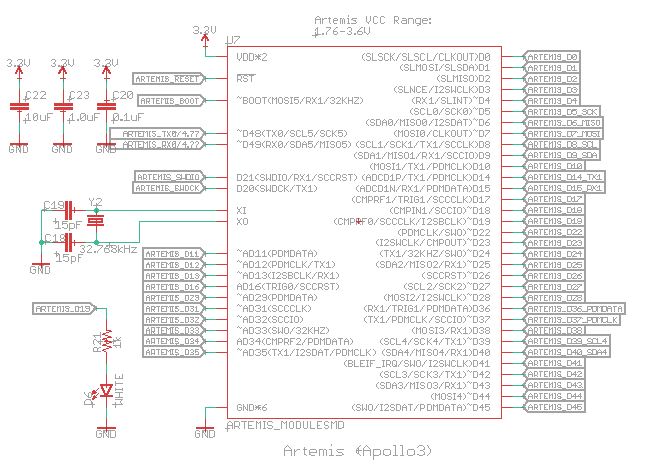 Artemis VCC Range:
1.76-3.6V
3.3V
U7
VDD*2
(SLSCK/SLSCL/CLKOUT)D0
ARTEMIS_D0
(SLMOSI/SLSDA)D1
ARTEMIS_D1
3.3V 3.3V 3.3V
ARTEMIS_RESET
RST
(SLMISO)D2
ARTEMIS_D2
(SLNCE/I2SWCLK)D3
ARTEMIS_D3
C22 C23 C20
ARTEMIS_BOOT
~BOOT(MOSI5/RX1/32KHZ)
(RX1/SLINT)~D4
ARTEMIS_D4
10uF 1.0uF 0.1uF
(SCL0/SCK0)~D5
ARTEMIS_D5_SCK
(SDA0/MISO0/I2SDAT)~D6
ARTEMIS_D6_MISO
ARTEMIS_TX0/4.??
~D48(TX0/SCL5/SCK5)
(MOSI0/CLKOUT)~D7
ARTEMIS_D7_MOSI
GND GND GND
ARTEMIS_RX0/4.??
~D49(RX0/SDA5/MISO5)
(SCL1/SCK1/TX1/SCCLK)D8
ARTEMIS_D8_SCL
(SDA1/MISO1/RX1/SCCIO)D9
ARTEMIS_D9_SDA
(MOSI1/TX1/PDMCLK)D10
ARTEMIS_D10
ARTEMIS_SWDIO
D21(SWDIO/RX1/SCCRST)
(ADCD1P/TX1/PDMCLK)D14
ARTEMIS_D14_TX1
ARTEMIS_SWDCK
D20(SWDCK/TX1)
(ADCD1N/RX1/PDMDATA)D15
ARTEMIS_D15_RX1
(CMPRF1/TRIG1/SCCCLK)D17
ARTEMIS_D17
C19 Y2
XI
(CMPIN1/SCCIO)~D18
ARTEMIS_D18
15pF
XO
(CMPRF0/SCCCLK/I2SBCLK)~D19
ARTEMIS_D19
(PDMCLK/SWO)~D22
ARTEMIS_D22
C18
32.768kHz
(I2SWCLK/CMPOUT)~D23
ARTEMIS_D23
15pF
ARTEMIS_D11
~AD11(PDMDATA)
(TX1/32KHZ/SWO)~D24
ARTEMIS_D24
GND
ARTEMIS_D12
~AD12(PDMCLK/TX1)
(SDA2/MISO2/RX1)~D25
ARTEMIS_D25
ARTEMIS_D13
~AD13(I2SBCLK/RX1)
(SCCRST)~D26
ARTEMIS_D26
ARTEMIS_D16
AD16(TRIG0/SCCRST)
(SCL2/SCK2)~D27
ARTEMIS_D27
ARTEMIS_D29
~AD29(PDMDATA)
(MOSI2/I2SWCLK)~D28
ARTEMIS_D28
ARTEMIS_D19
ARTEMIS_D31
~AD31(SCCCLK)
(RX1/TRIG1/PDMDATA)~D36
ARTEMIS_D36_PDMDATA
ARTEMIS_D32
~AD32(SCCIO)
(TX1/PDMCLK/SCCIO)~D37
ARTEMIS_D37_PDMCLK
ARTEMIS_D33
~AD33(SWO/32KHZ)
(MOSI3/RX1)D38
ARTEMIS_D38
R21
1k
ARTEMIS_D34
AD34(CMPRF2/PDMDATA)
(SCL4/SCK4/TX1)~D39
ARTEMIS_D39_SCL4
ARTEMIS_D35
~AD35(TX1/I2SDAT/PDMCLK)
(SDA4/MISO4/RX1)D40
ARTEMIS_D40_SDA4
(BLEIF_IRQ/SWO/I2SWCLK)D41
ARTEMIS_D41
(SCL3/SCK3/TX1)~D42
ARTEMIS_D42
(SDA3/MISO3/RX1)~D43
ARTEMIS_D43
D6
WHITE
(MOSI4)~D44
ARTEMIS_D44
GND*6
(SWO/I2SDAT/PDMDATA)~D45
ARTEMIS_D45
GND
GND
ARTEMIS_MODULESMD
Artemis (Apollo3)